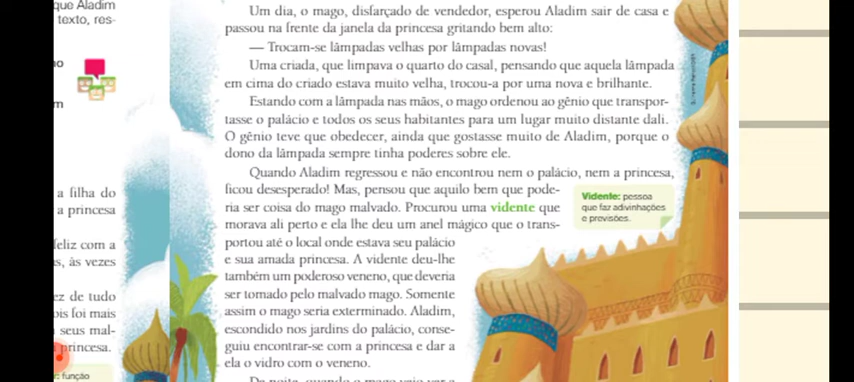 que Aladim
texto, res-
no
m
a filha do
a princesa
feliz com a
s, às vezes
ez de tudo
ois foi mais
seus mal-
princesa.
: função
Um dia, o mago, disfarçado de vendedor, esperou Aladim sair de casa e
passou na frente da janela da princesa gritando bem alto:
— Trocam-se lâmpadas velhas por lâmpadas novas!
Uma criada, que limpava o quarto do casal, pensando que aquela lâmpada
em cima do criado estava muito velha, trocou-a por uma nova e brilhante.
Estando com a lâmpada nas mãos, o mago ordenou ao gênio que transpor-
tasse o palácio e todos os seus habitantes para um lugar muito distante dali.
O gênio teve que obedecer, ainda que gostasse muito de Aladim, porque o
dono da lâmpada sempre tinha poderes sobre ele.
Quando Aladim regressou e não encontrou nem o palácio, nem a princesa,
ficou desesperado! Mas, pensou que aquilo bem que pode-
ria ser coisa do mago malvado. Procurou uma vidente que
morava ali perto e ela lhe deu um anel mágico que o trans-
portou até o local onde estava seu palácio
e sua amada princesa. A vidente deu-lhe
também um poderoso veneno, que deveria
ser tomado pelo malvado mago. Somente
assim o mago seria exterminado. Aladim,
escondido nos jardins do palácio, conse-
guiu encontrar-se com a princesa e dar a
ela o vidro com o veneno.
Vidente: pessoa
que faz adivinhações
e previsões.